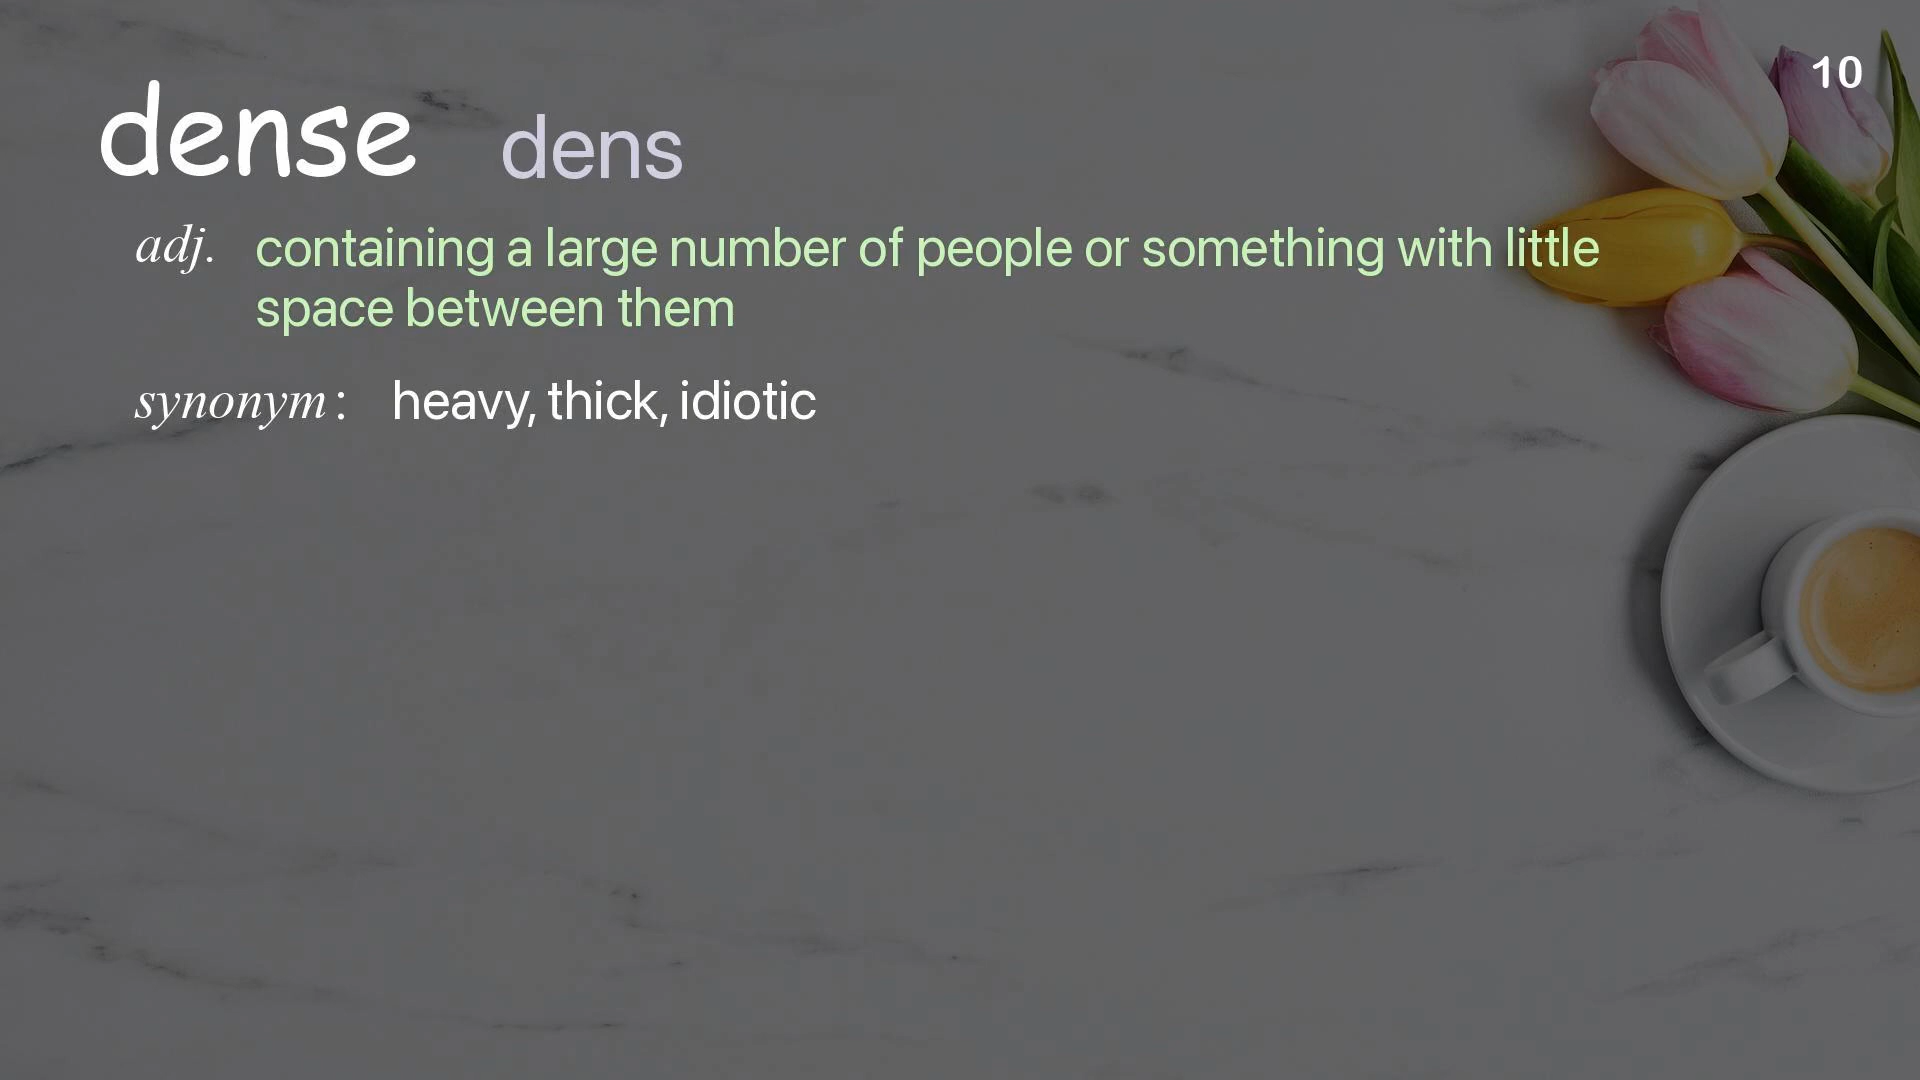 10
dense dens
adj. containing a large number of people or something with little
space between them
synonym: heavy, thick, idiotic